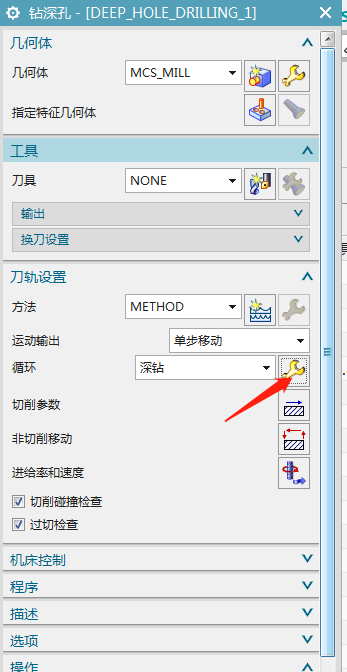 钻深孔 - [DEEP_HOLE_DRILLING_1]
几何体
几何体 MCS_MILL
指定特征几何体
工具
刀具 NONE
输出
换刀设置
刀轨设置
方法 METHOD
运动输出 单步移动
循环 深钻
切削参数
非切削移动
进给率和速度
切削碰撞检查
过切检查
机床控制
程序
描述
选项
操作